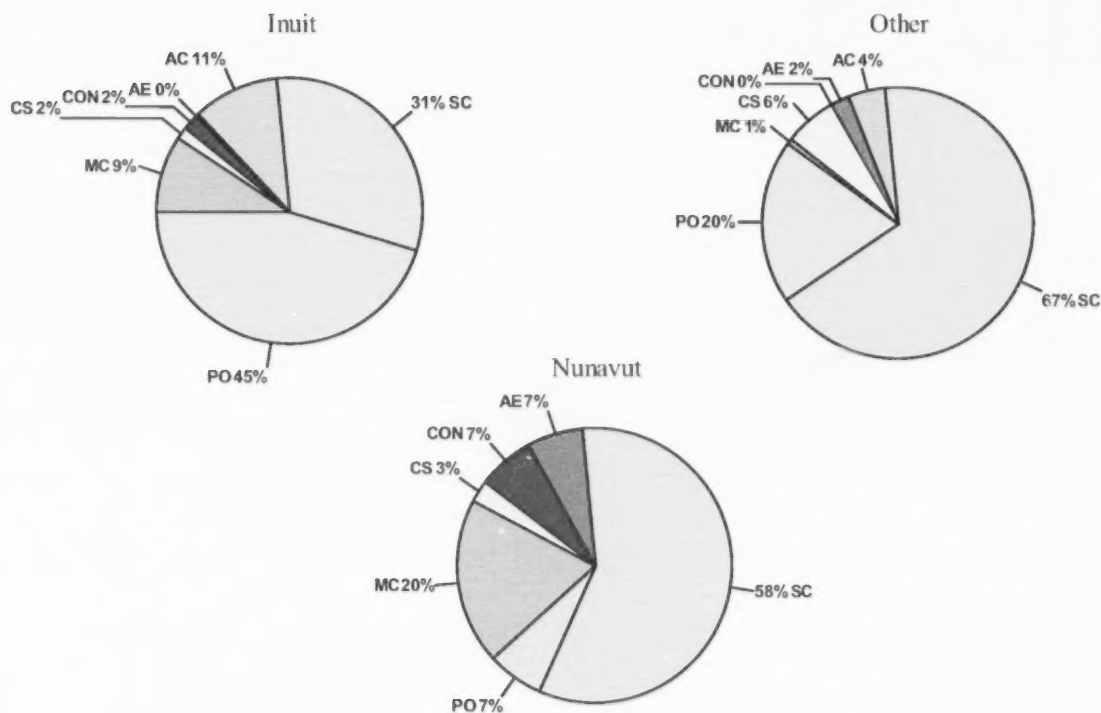 Inuit
AC 11%
AE 0%
CON 2%
CS 2%
MC 9%
31% SC
PO 45%
Other
AC 4%
AE 2%
CON 0%
CS 6%
MC 1%
PO 20%
67% SC
Nunavut
AE 7%
CON 7%
CS 3%
MC 20%
58% SC
PO 7%